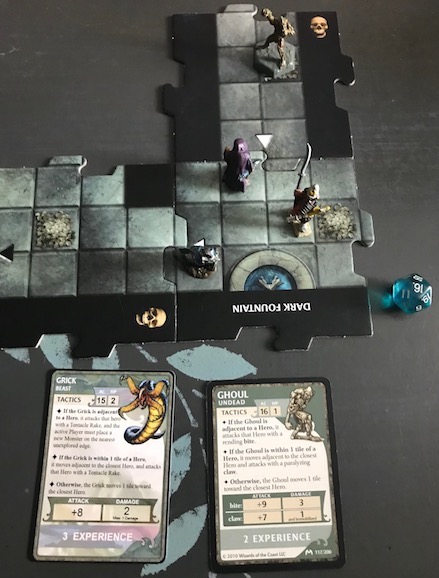 DARK FOUNTAIN
16
GRICK
BEAST
AC HP
TACTICS 15 2
If the Grick is adjacent
to a Hero, it attacks that hero
with a Tentacle Rake, and the
active Player must place a
new Monster on the nearest
unexplored edge.
If the Grick is within 1 tile of a Hero,
it moves adjacent to the closest Hero, and attacks
that Hero with Tentacle Rake.
Otherwise, the Grick moves 1 tile toward
the closest Hero.
ATTACK DAMAGE
+8 2
Miss: 1 Damage
3 EXPERIENCE
GHOUL
UNDEAD
AC HP
TACTICS 16 1
If the Ghoul is
adjacent to a Hero, it
attacks that Hero with a
rending bite.
If the Ghoul is within 1 tile of a
Hero, it moves adjacent to the closest
Hero and attacks with a paralyzing
claw.
Otherwise, the Ghoul moves 1 tile
toward the closest Hero.
ATTACK DAMAGE
bite: +9 3
claw: +7 1
and Immobilized
2 EXPERIENCE
© 2010 Wizards of the Coast LLC